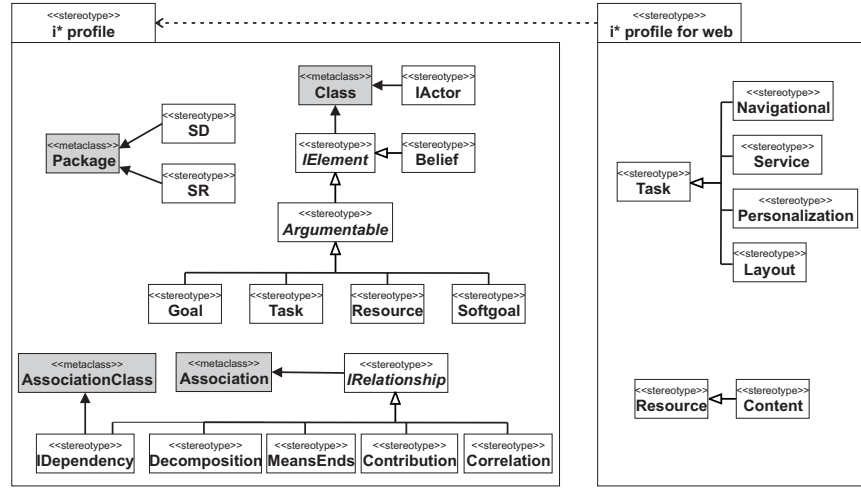 <<stereotype>>
i* profile
<<stereotype>>
i* profile for web
<<metaclass>>
Class
<<stereotype>>
IActor
<<stereotype>>
SD
<<metaclass>>
Package
<<stereotype>>
SR
<<stereotype>>
IElement
<<stereotype>>
Belief
<<stereotype>>
Argumentable
<<stereotype>>
Goal
<<stereotype>>
Task
<<stereotype>>
Resource
<<stereotype>>
Softgoal
<<metaclass>>
AssociationClass
<<metaclass>>
Association
<<stereotype>>
IRelationship
<<stereotype>>
IDependency
<<stereotype>>
Decomposition
<<stereotype>>
MeansEnds
<<stereotype>>
Contribution
<<stereotype>>
Correlation
<<stereotype>>
Navigational
<<stereotype>>
Service
<<stereotype>>
Task
<<stereotype>>
Personalization
<<stereotype>>
Layout
<<stereotype>>
Resource
<<stereotype>>
Content